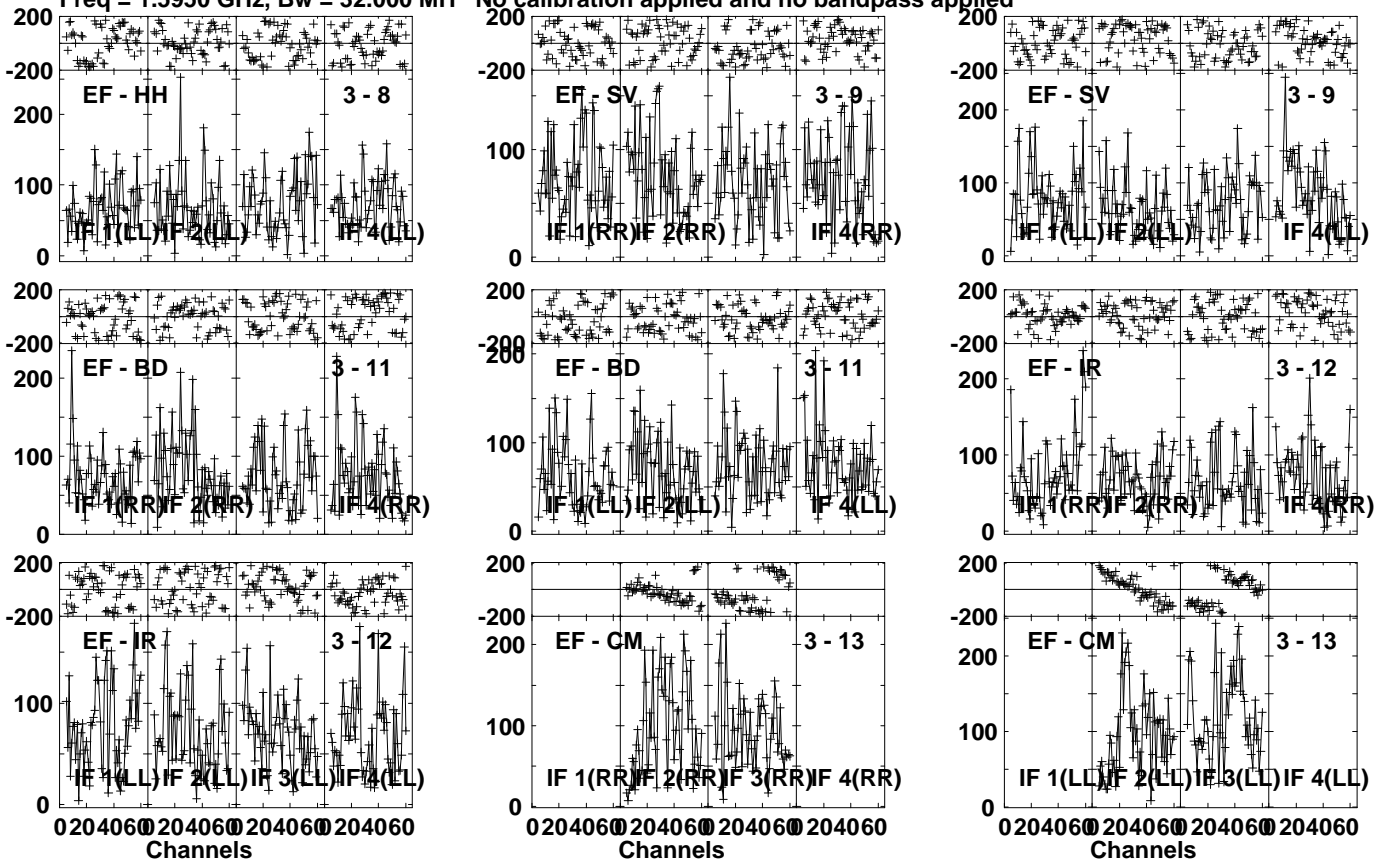 Freq = 1.5950 GHz, Bw = 32.000 MH No calibration applied and no bandpass applied
200
-200
EF - HH 3 - 8
200
100
0
IF 1(LL) IF 2(LL) IF 4(LL)
200
-200
EF - SV 3 - 9
100
0
IF 1(RR) IF 2(RR) IF 4(RR)
200
-200
EF - SV 3 - 9
200
100
0
IF 1(LL) IF 2(LL) IF 4(LL)
200
-200
EF - BD 3 - 11
200
100
0
IF 1(RR) IF 2(RR) IF 4(RR)
200
-200
200
EF - BD 3 - 11
100
0
IF 1(LL) IF 2(LL) IF 4(LL)
200
-200
EF - IR 3 - 12
200
100
0
IF 1(RR) IF 2(RR) IF 4(RR)
200
-200
EF - IR 3 - 12
100
0
IF 1(LL) IF 2(LL) IF 3(LL) IF 4(LL)
0 20 40 60 0 20 40 60 0 20 40 60 0 20 40 60
Channels
200
-200
EF - CM 3 - 13
200
100
0
IF 1(RR) IF 2(RR) IF 3(RR) IF 4(RR)
0 20 40 60 0 20 40 60 0 20 40 60 0 20 40 60
Channels
200
-200
EF - CM 3 - 13
200
100
0
IF 1(LL) IF 2(LL) IF 3(LL) IF 4(LL)
0 20 40 60 0 20 40 60 0 20 40 60 0 20 40 60
Channels